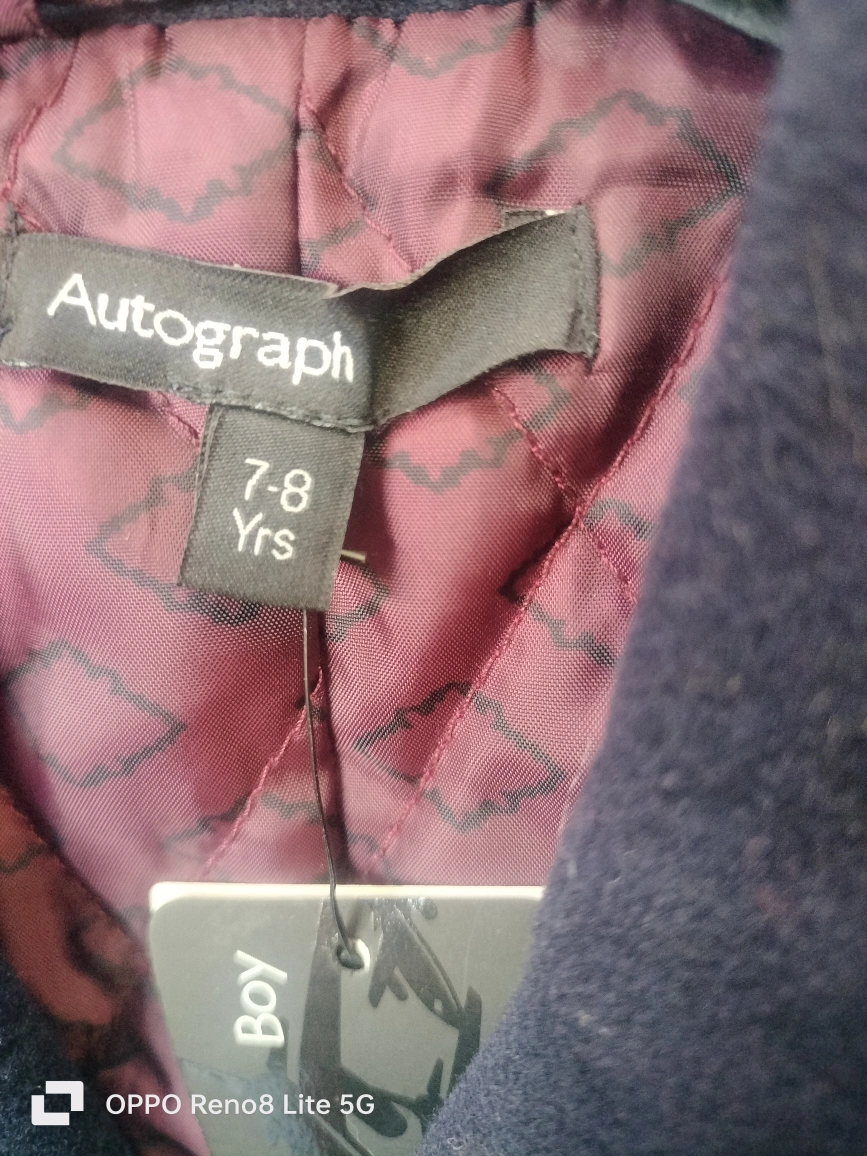 Autograph
7-8
Yrs
Boy
OPPO Reno8 Lite 5G